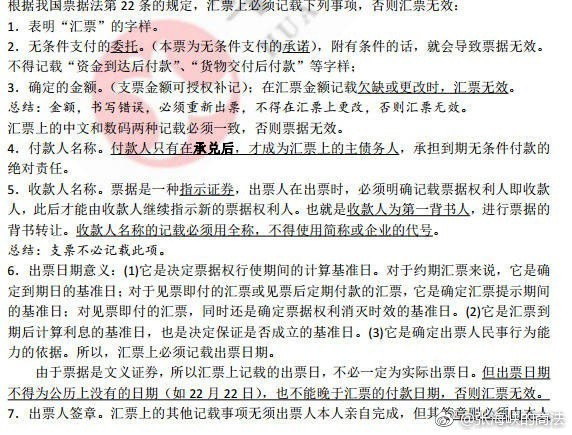 根据我国票据法第 22 条的规定，汇票上必须记载下列事项，否则汇票无效：
1．表明“汇票”的字样。
2．无条件支付的委托。（本票为无条件支付的承诺），附有条件的话，就会导致票据无效。
不得记载“资金到达后付款”、“货物交付后付款”等字样；
3．确定的金额。（支票金额可授权补记）；在汇票金额记载欠缺或更改时，汇票无效。
总结：金额，书写错误，必须重新出票，不得在汇票上更改，否则汇票无效。
汇票上的中文和数码两种记载必须一致，否则票据无效。
4．付款人名称。付款人只有在承兑后，才成为汇票上的主债务人，承担到期无条件付款的
绝对责任。
5．收款人名称。票据是一种指示证券，出票人在出票时，必须明确记载票据权利人即收款
人，此后才能由收款人继续指示新的票据权利人。也就是收款人为第一背书人，进行票据的
背书转让。收款人名称的记载必须用全称，不得使用简称或企业的代号。
总结：支票不必记载此项。
6．出票日期意义：(1)它是决定票据权行使期间的计算基准日。对于约期汇票来说，它是确
定到期日的基准日；对于见票即付的汇票或见票后定期付款的汇票，它是确定汇票提示期间
的基准日；对见票即付的汇票，同时还是确定票据权利消灭时效的基准日。(2)它是汇票到
期后计算利息的基准日，也是决定保证是否成立的基准日。(3)它是确定出票人民事行为能
力的依据。所以，汇票上必须记载出票日期。
由于票据是文义证券，所以汇票上记载的出票日，不必一定为实际出票日。但出票日期
不得为公历上没有的日期（如 22 月 22 日），也不能晚于汇票的付款日期，否则汇票无效。
7．出票人签章。汇票上的其他记载事项无须出票人本人亲自完成，但其签章则必须由本人
HUA